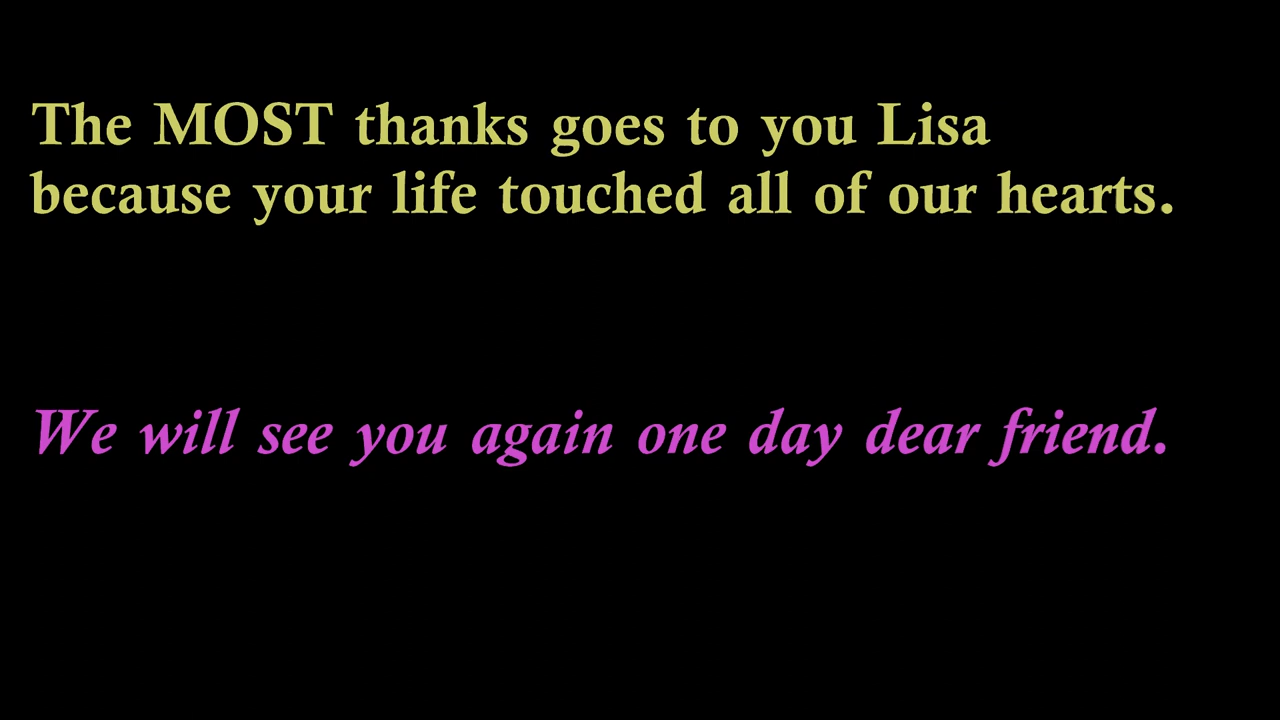 The MOST thanks goes to you Lisa
because your life touched all of our hearts.
We will see you again one day dear friend.